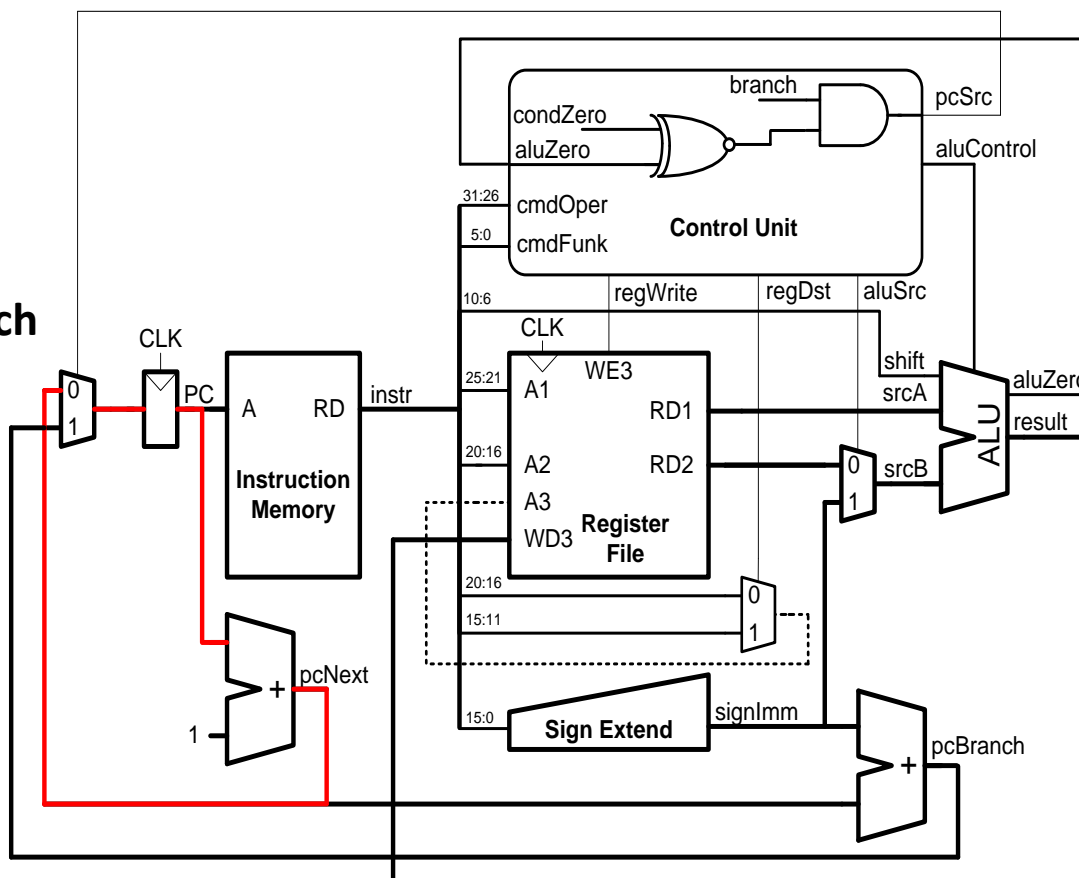 branch
pcSrc
condZero
aluZero
aluControl
31:26
cmdOper
Control Unit
5:0
cmdFunk
regWrite
regDst
aluSrc
10:6
ch
CLK
CLK
WE3
shift
0
PC
A
RD
instr
25:21
A1
RD1
srcA
aluZero
1
ALU
result
20:16
A2
RD2
0
srcB
Instruction
Memory
A3
1
WD3
Register
File
20:16
0
15:11
1
pcNext
+
signImm
15:0
Sign Extend
1
pcBranch
+